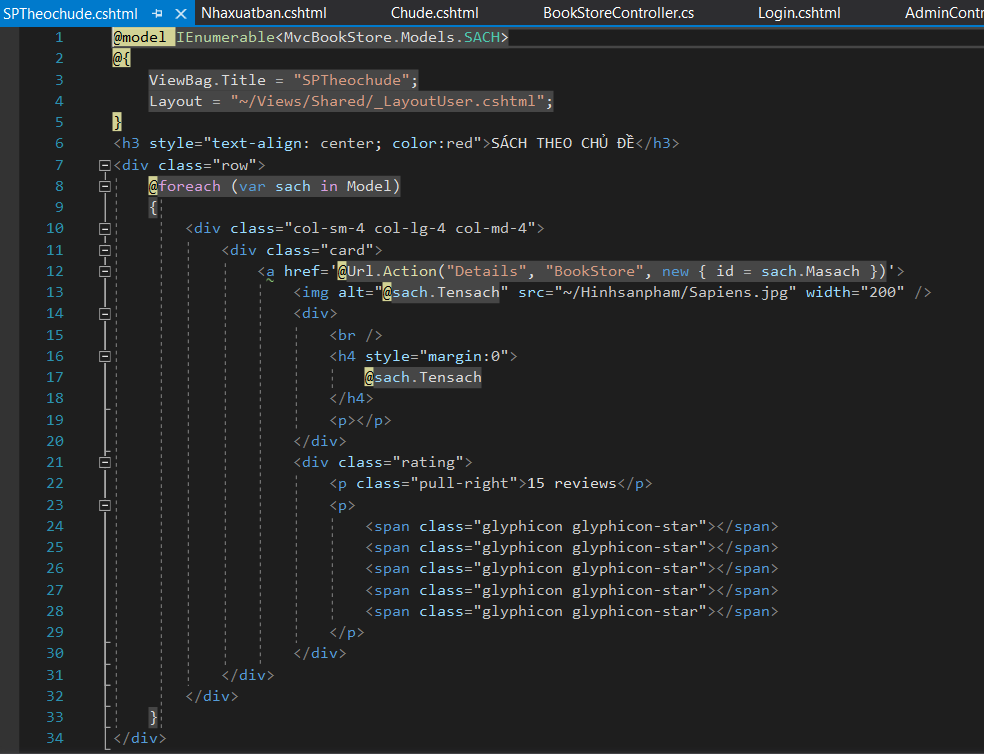 SPTheochude.cshtml Nhaxuatban.cshtml Chude.cshtml BookStoreController.cs Login.cshtml AdminContr
1 @model IEnumerable<MvcBookStore.Models.SACH>
2 @{
3 ViewBag.Title = "SPTheochude";
4 Layout = "~/Views/Shared/_LayoutUser.cshtml";
5 }
6 <h3 style="text-align: center; color:red">SÁCH THEO CHỦ ĐỀ</h3>
7 <div class="row">
8 @foreach (var sach in Model)
9 {
10 <div class="col-sm-4 col-lg-4 col-md-4">
11 <div class="card">
12 <a href='@Url.Action("Details", "BookStore", new { id = sach.Masach })'>
13 <img alt="@sach.Tensach" src="~/Hinhsanpham/Sapiens.jpg" width="200" />
14 <div>
15 <br />
16 <h4 style="margin:0">
17 @sach.Tensach
18 </h4>
19 <p></p>
20 </div>
21 <div class="rating">
22 <p class="pull-right">15 reviews</p>
23 <p>
24 <span class="glyphicon glyphicon-star"></span>
25 <span class="glyphicon glyphicon-star"></span>
26 <span class="glyphicon glyphicon-star"></span>
27 <span class="glyphicon glyphicon-star"></span>
28 <span class="glyphicon glyphicon-star"></span>
29 </p>
30 </div>
31 </div>
32 </div>
33 }
34 </div>